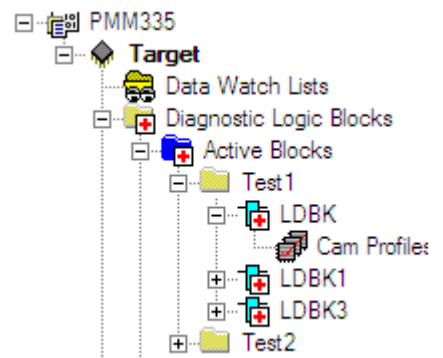 PMM335
Target
Data Watch Lists
Diagnostic Logic Blocks
Active Blocks
Test1
LDBK
Cam Profiles
LDBK1
LDBK3
Test2